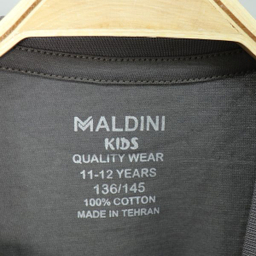 MALDINI
KIDS
QUALITY WEAR
11-12 YEARS
136/145
100% COTTON
MADE IN TEHRAN